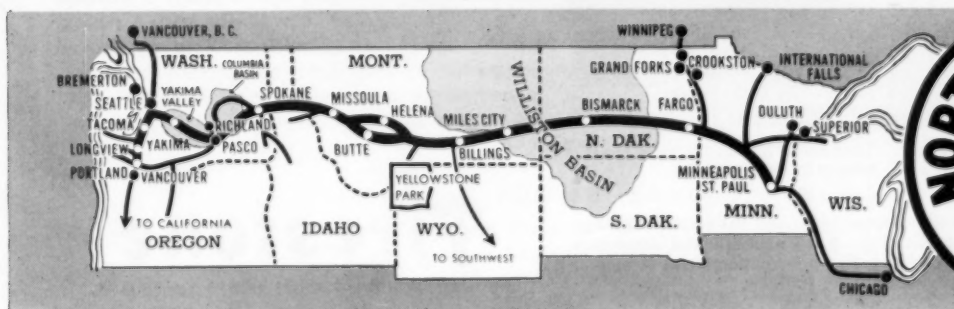 VANCOUVER, B. C.
WASH.
COLUMBIA
BASIN
BREMERTON
SEATTLE
YAKIMA
VALLEY
TACOMA
LONGVIEW
YAKIMA
RICHLAND
PASCO
PORTLAND
VANCOUVER
TO CALIFORNIA
OREGON
SPOKANE
MONT.
MISSOULA
HELENA
BUTTE
IDAHO
YELLOWSTONE
PARK
WYO.
TO SOUTHWEST
MILES CITY
BILLINGS
WILLISTON BASIN
BISMARCK
N. DAK.
S. DAK.
WINNIPEG
GRAND FORKS
CROOKSTON
INTERNATIONAL
FALLS
FARGO
DULUTH
SUPERIOR
MINNEAPOLIS
ST. PAUL
MINN.
WIS.
CHICAGO
NORT